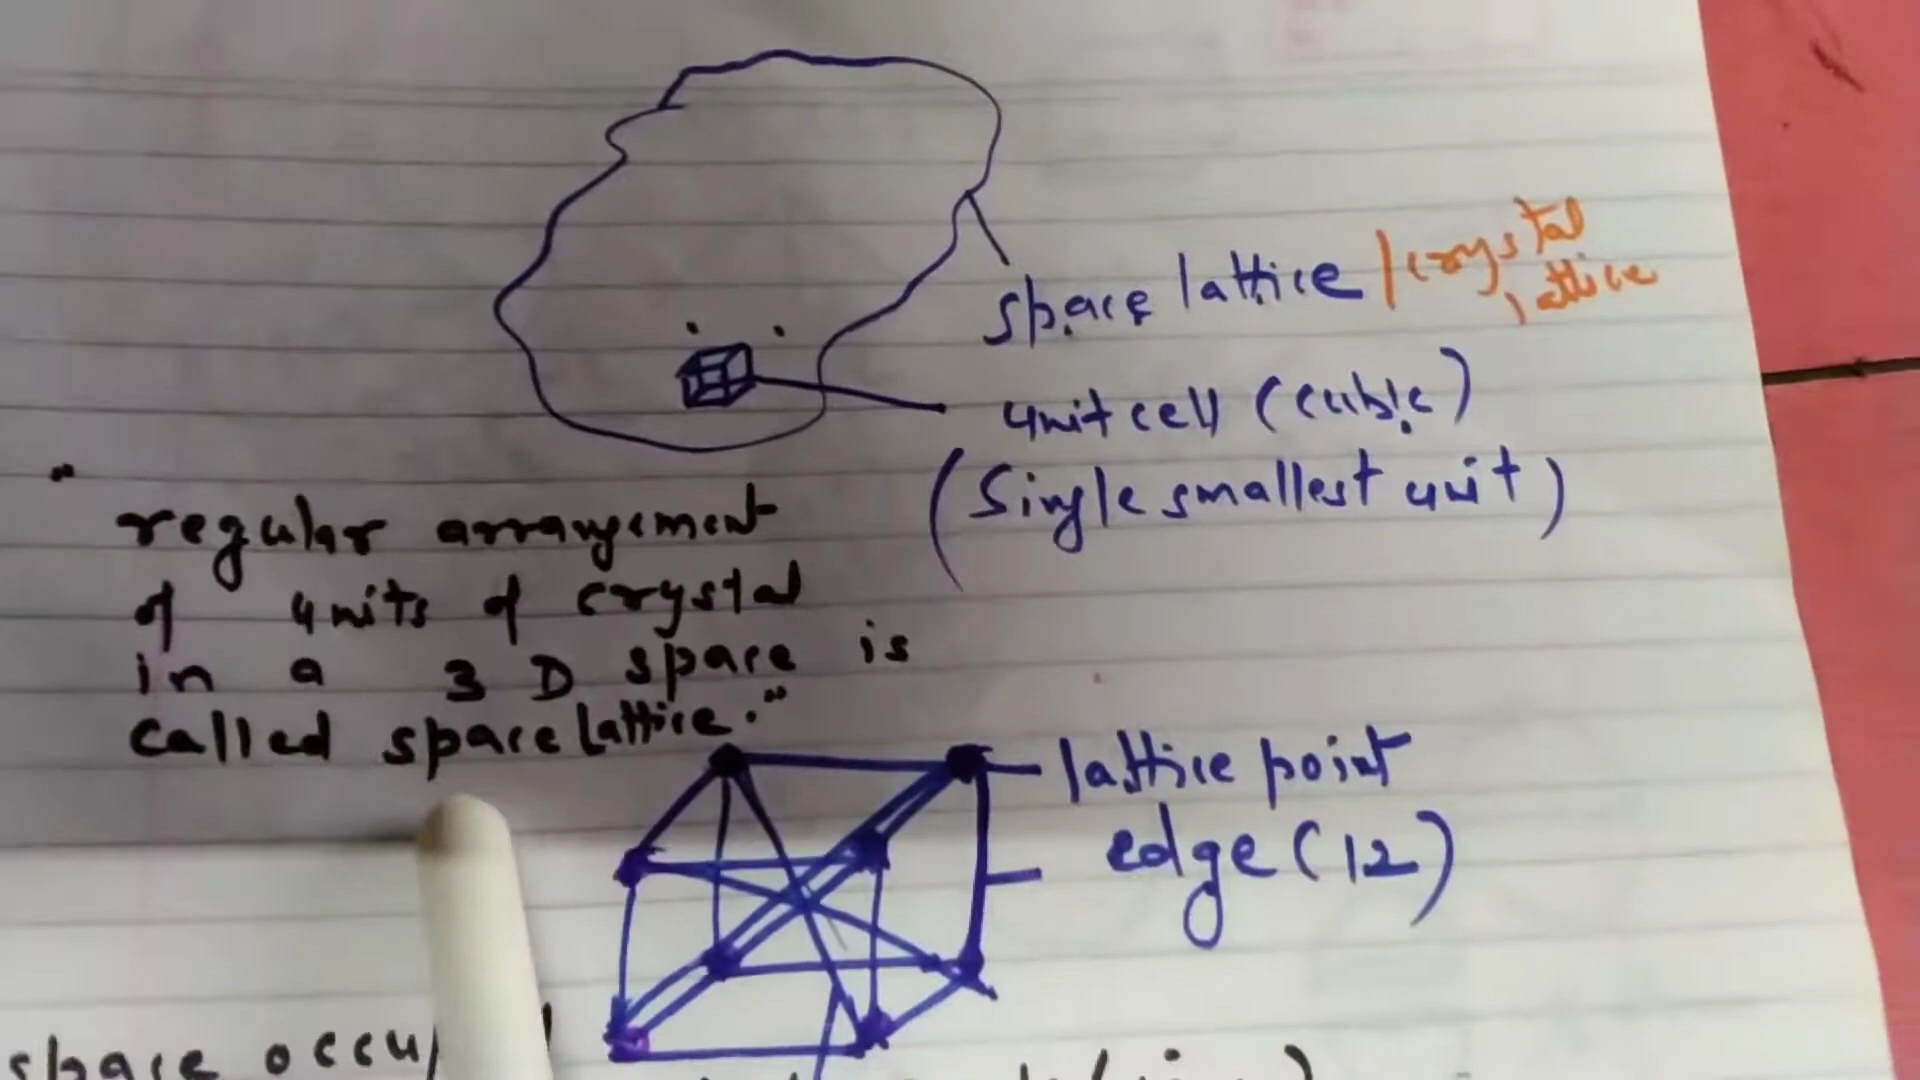 space lattice / crystal lattice
unit cell (cubic)
(Single smallest unit)
"regular arrangement
of units of crystal
in a 3 D space is
called space lattice."
lattice point
edge (12)
space